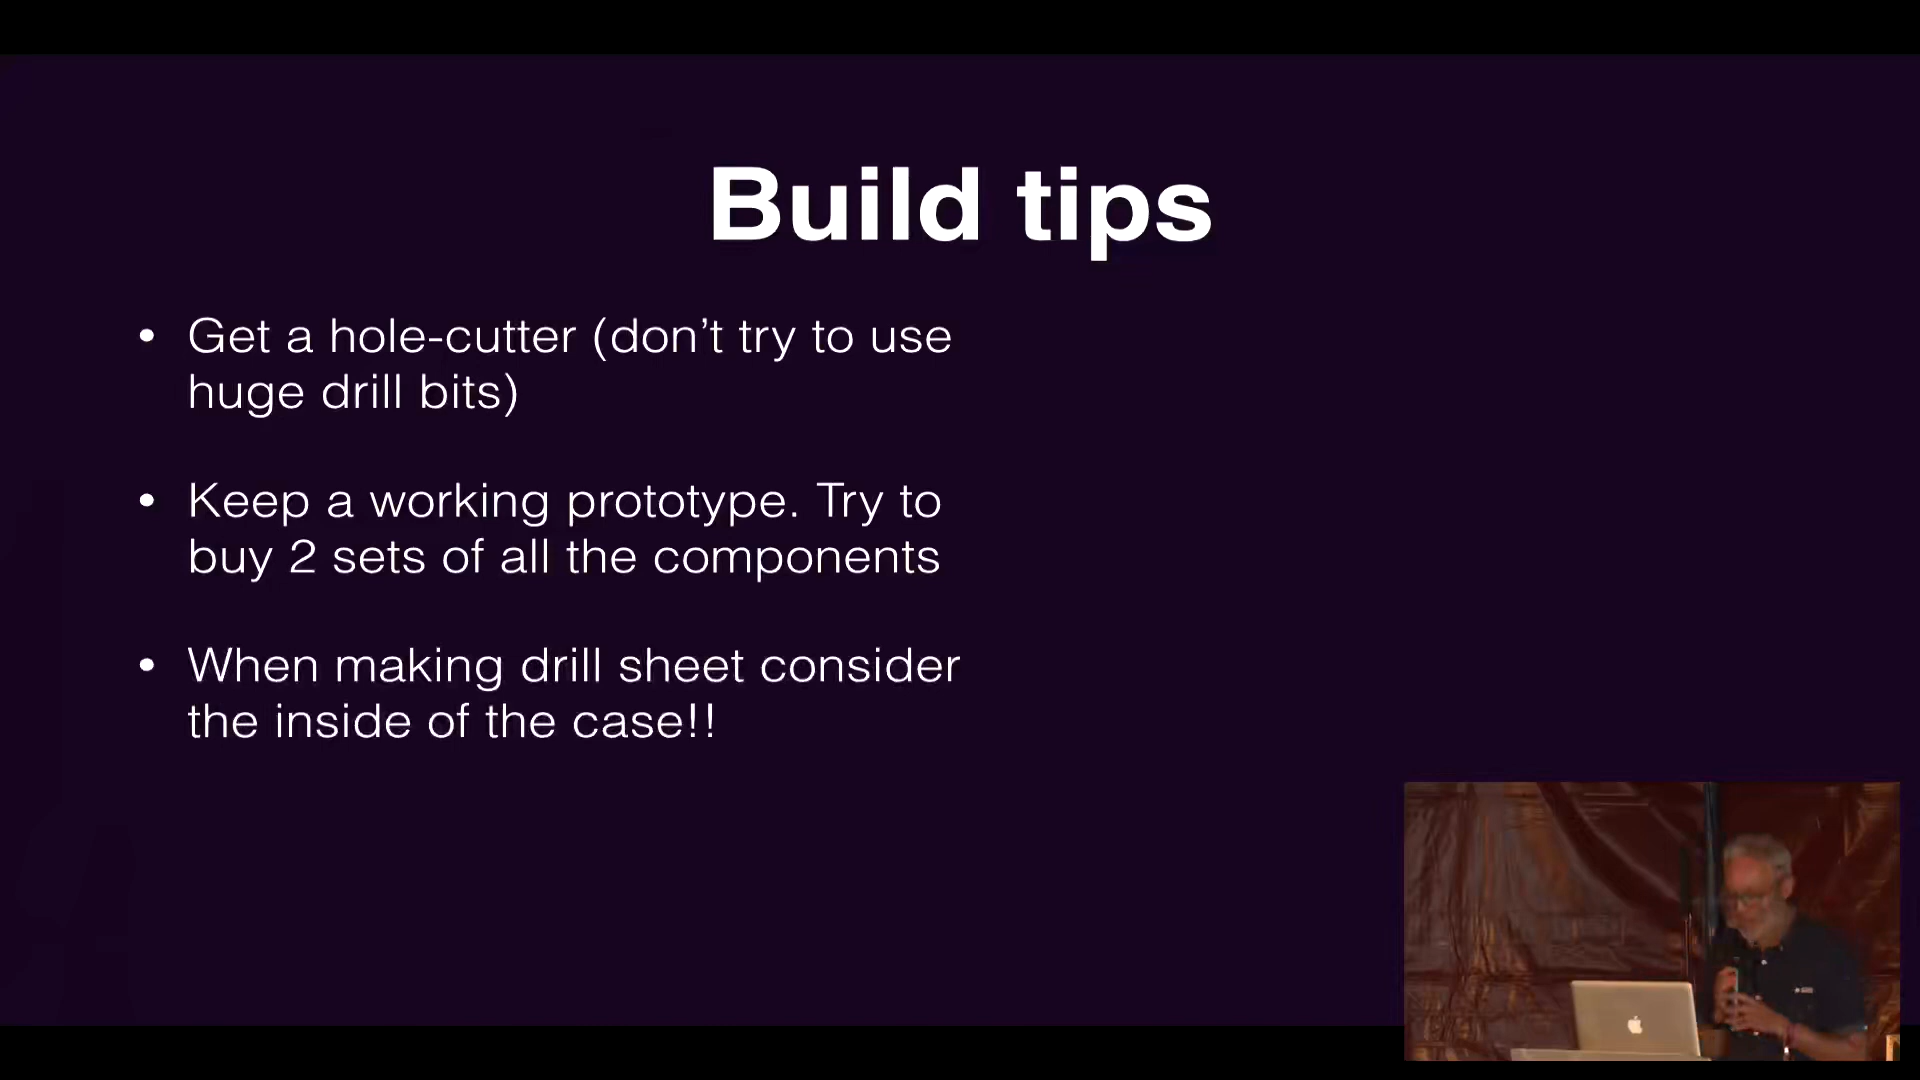 Build tips
• Get a hole-cutter (don’t try to use
huge drill bits)
• Keep a working prototype. Try to
buy 2 sets of all the components
• When making drill sheet consider
the inside of the case!!